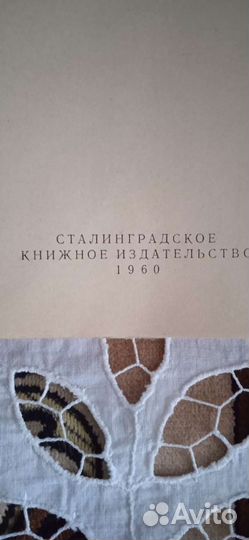 СТАЛИНГРАДСКОЕ
КНИЖНОЕ ИЗДАТЕЛЬСТВО
1960
Avito